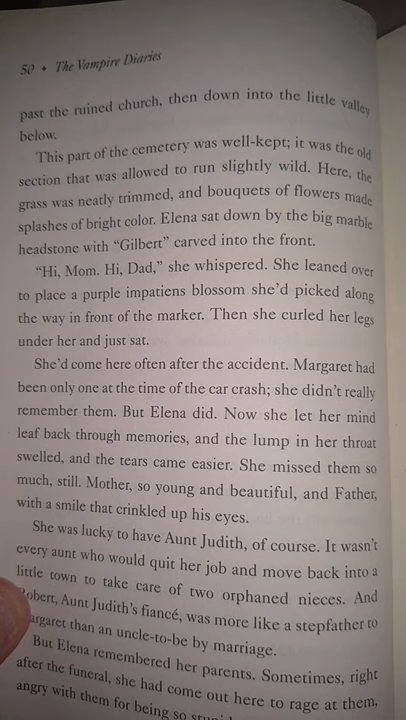 50 • The Vampire Diaries
past the ruined church, then down into the little valley
below.
This part of the cemetery was well-kept; it was the old
section that was allowed to run slightly wild. Here, the
grass was neatly trimmed, and bouquets of flowers made
splashes of bright color. Elena sat down by the big marble
headstone with “Gilbert” carved into the front.
“Hi, Mom. Hi, Dad,” she whispered. She leaned over
to place a purple impatiens blossom she’d picked along
the way in front of the marker. Then she curled her legs
under her and just sat.
She’d come here often after the accident. Margaret had
been only one at the time of the car crash; she didn’t really
remember them. But Elena did. Now she let her mind
leaf back through memories, and the lump in her throat
swelled, and the tears came easier. She missed them so
much, still. Mother, so young and beautiful, and Father,
with a smile that crinkled up his eyes.
She was lucky to have Aunt Judith, of course. It wasn’t
every aunt who would quit her job and move back into a
little town to take care of two orphaned nieces. And
Robert, Aunt Judith’s fiancé, was more like a stepfather to
Margaret than an uncle-to-be by marriage.
But Elena remembered her parents. Sometimes, right
after the funeral, she had come out here to rage at them,
angry with them for being so